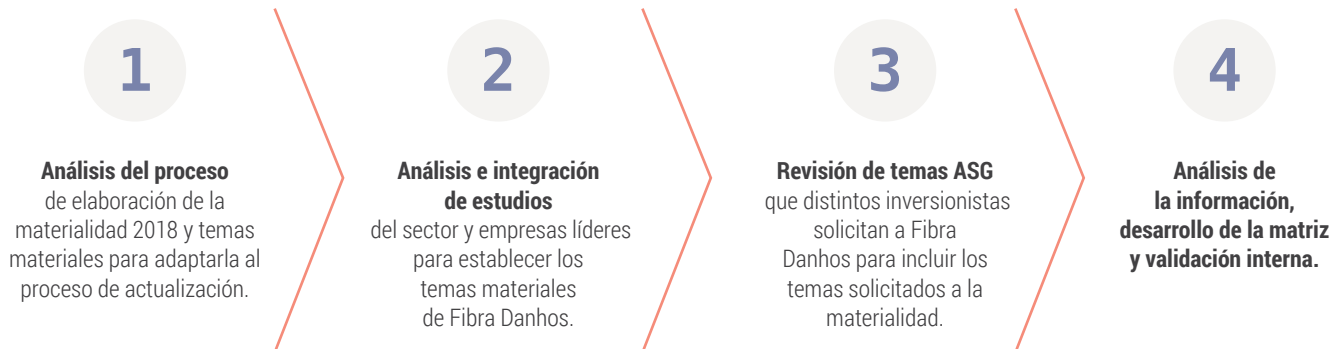 1
Análisis del proceso
de elaboración de la
materialidad 2018 y temas
materiales para adaptarla al
proceso de actualización.
2
Análisis e integración
de estudios
del sector y empresas líderes
para establecer los
temas materiales
de Fibra Danhos.
3
Revisión de temas ASG
que distintos inversionistas
solicitan a Fibra
Danhos para incluir los
temas solicitados a la
materialidad.
4
Análisis de
la información,
desarrollo de la matriz
y validación interna.